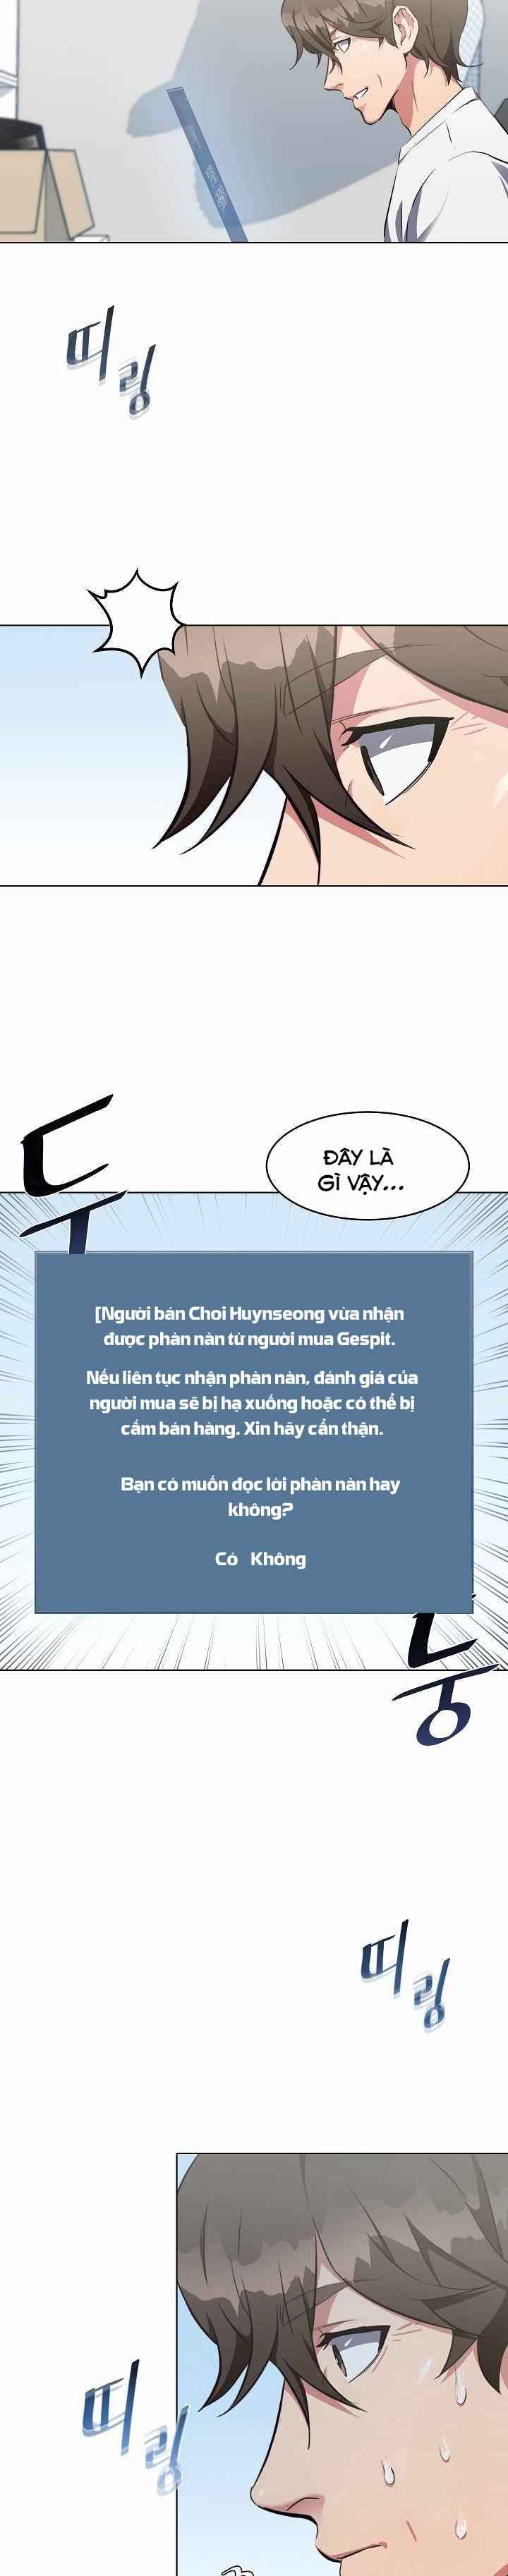 띠링
두
ĐÂY LÀ
GÌ VẬY...
[Người bán Choi Huynseong vừa nhận
được phàn nàn từ người mua Gespit.
Nếu liên tục nhận phàn nàn, đánh giá của
người mua sẽ bị hạ xuống hoặc có thể bị
cấm bán hàng. Xin hãy cẩn thận.
Bạn có muốn đọc lời phàn nàn hay
không?
Có Không
둥
띠링
띠링